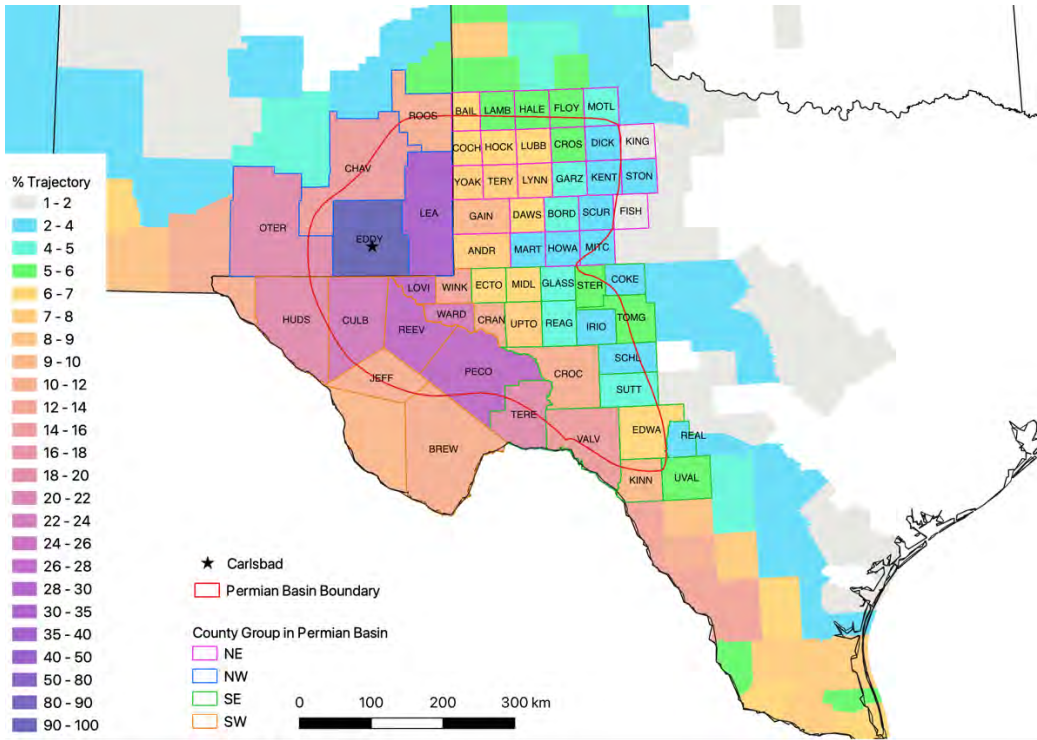 ROOS BAIL LAMB HALE FLOY MOTL
CHAV COCH HOCK LUBB CROS DICK KING
YOAK TERY LYNN GARZ KENT STON
OTER EDDY LEA GAIN DAWS BORD SCUR FISH
ANDR MART HOWA MITC
LOVI WINK ECTO MIDL GLASS STER COKE
HUDS CULB REEV WARD CRAN UPTO REAG IRIO TOMG
JEFF PECO CROC SCHL
SUTT
BREW TERE VALV EDWA REAL
KINN UVAL
% Trajectory
1 - 2
2 - 4
4 - 5
5 - 6
6 - 7
7 - 8
8 - 9
9 - 10
10 - 12
12 - 14
14 - 16
16 - 18
18 - 20
20 - 22
22 - 24
24 - 26
26 - 28
28 - 30
30 - 35
35 - 40
40 - 50
50 - 80
80 - 90
90 - 100
Carlsbad
Permian Basin Boundary
County Group in Permian Basin
NE
NW
SE
SW
0 100 200 300 km